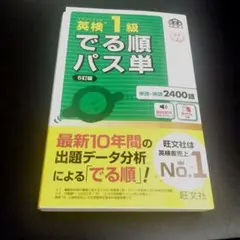 英検1級
でる順
パス単
5訂版
単語・熟語2400語
最新10年間の
出題データ分析
による「でる順」!
旺文社は
英検書売上
No.1
旺文社